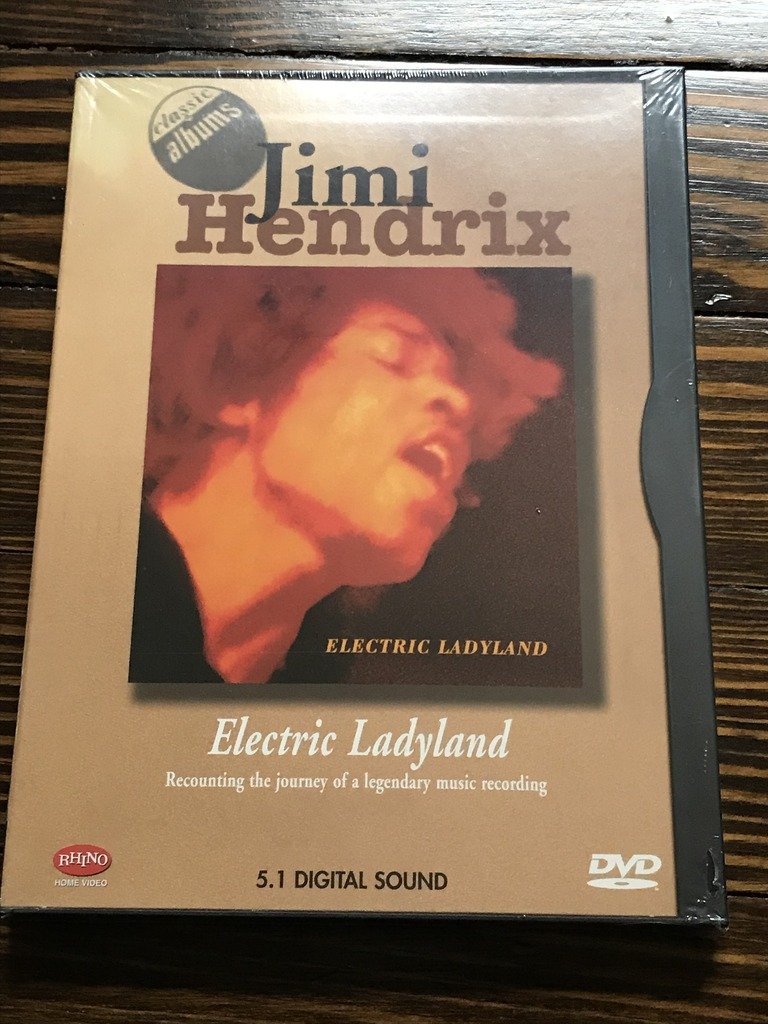 classic
albums
Jimi
Hendrix
ELECTRIC LADYLAND
Electric Ladyland
Recounting the journey of a legendary music recording
RHINO
HOME VIDEO
5.1 DIGITAL SOUND
DVD